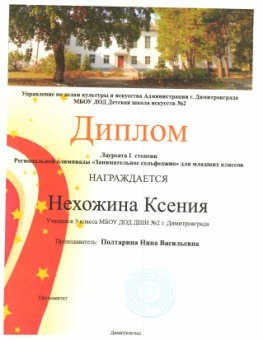 Управление по делам культуры и искусства Администрации г. Димитровграда
МБОУ ДОД Детская школа искусств №2
Диплом
Лауреата I степени
Региональной олимпиады «Занимательное сольфеджио» для младших классов
НАГРАЖДАЕТСЯ
Нехожина Ксения
Учащаяся 3 класса МБОУ ДОД ДШИ №2 г. Димитровграда
Преподаватель: Полтарина Нина Васильевна
Оргкомитет
Димитровград